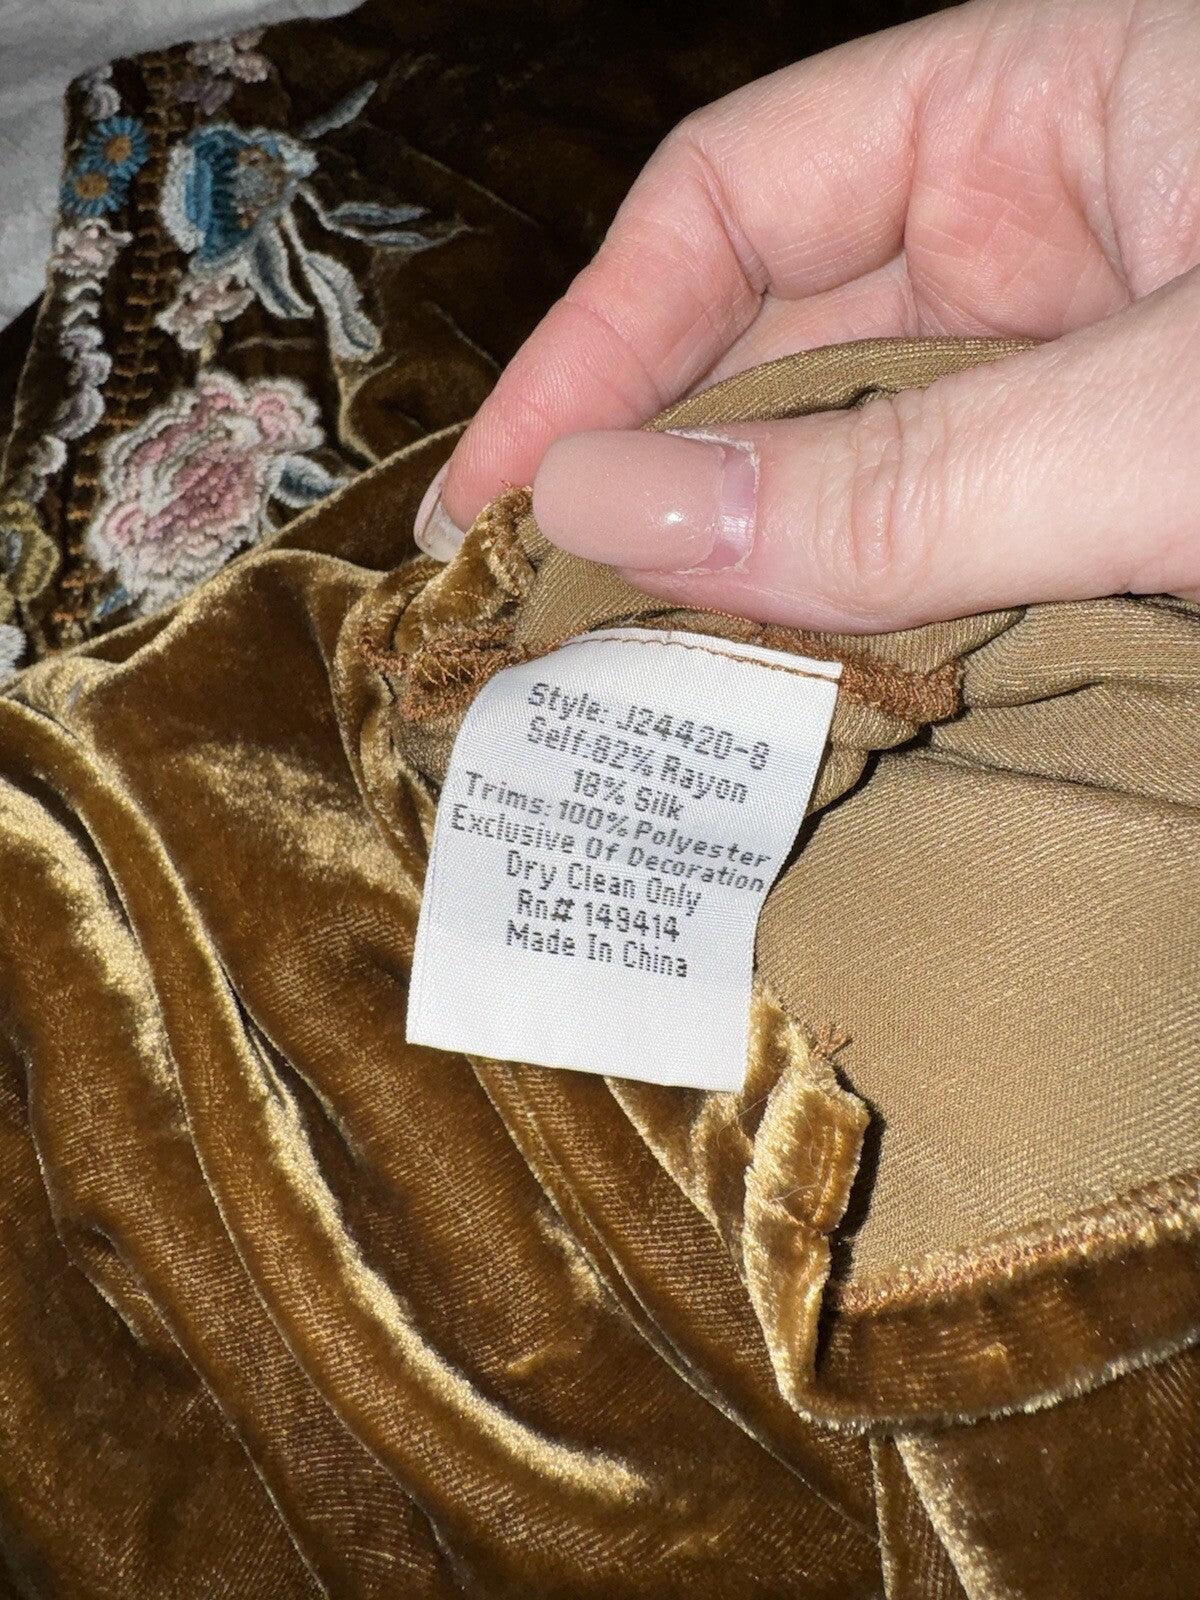 Style: J24420-8
Self:82% Rayon
18% Silk
Trims: 100% Polyester
Exclusive Of Decoration
Dry Clean Only
Rn# 149414
Made In China